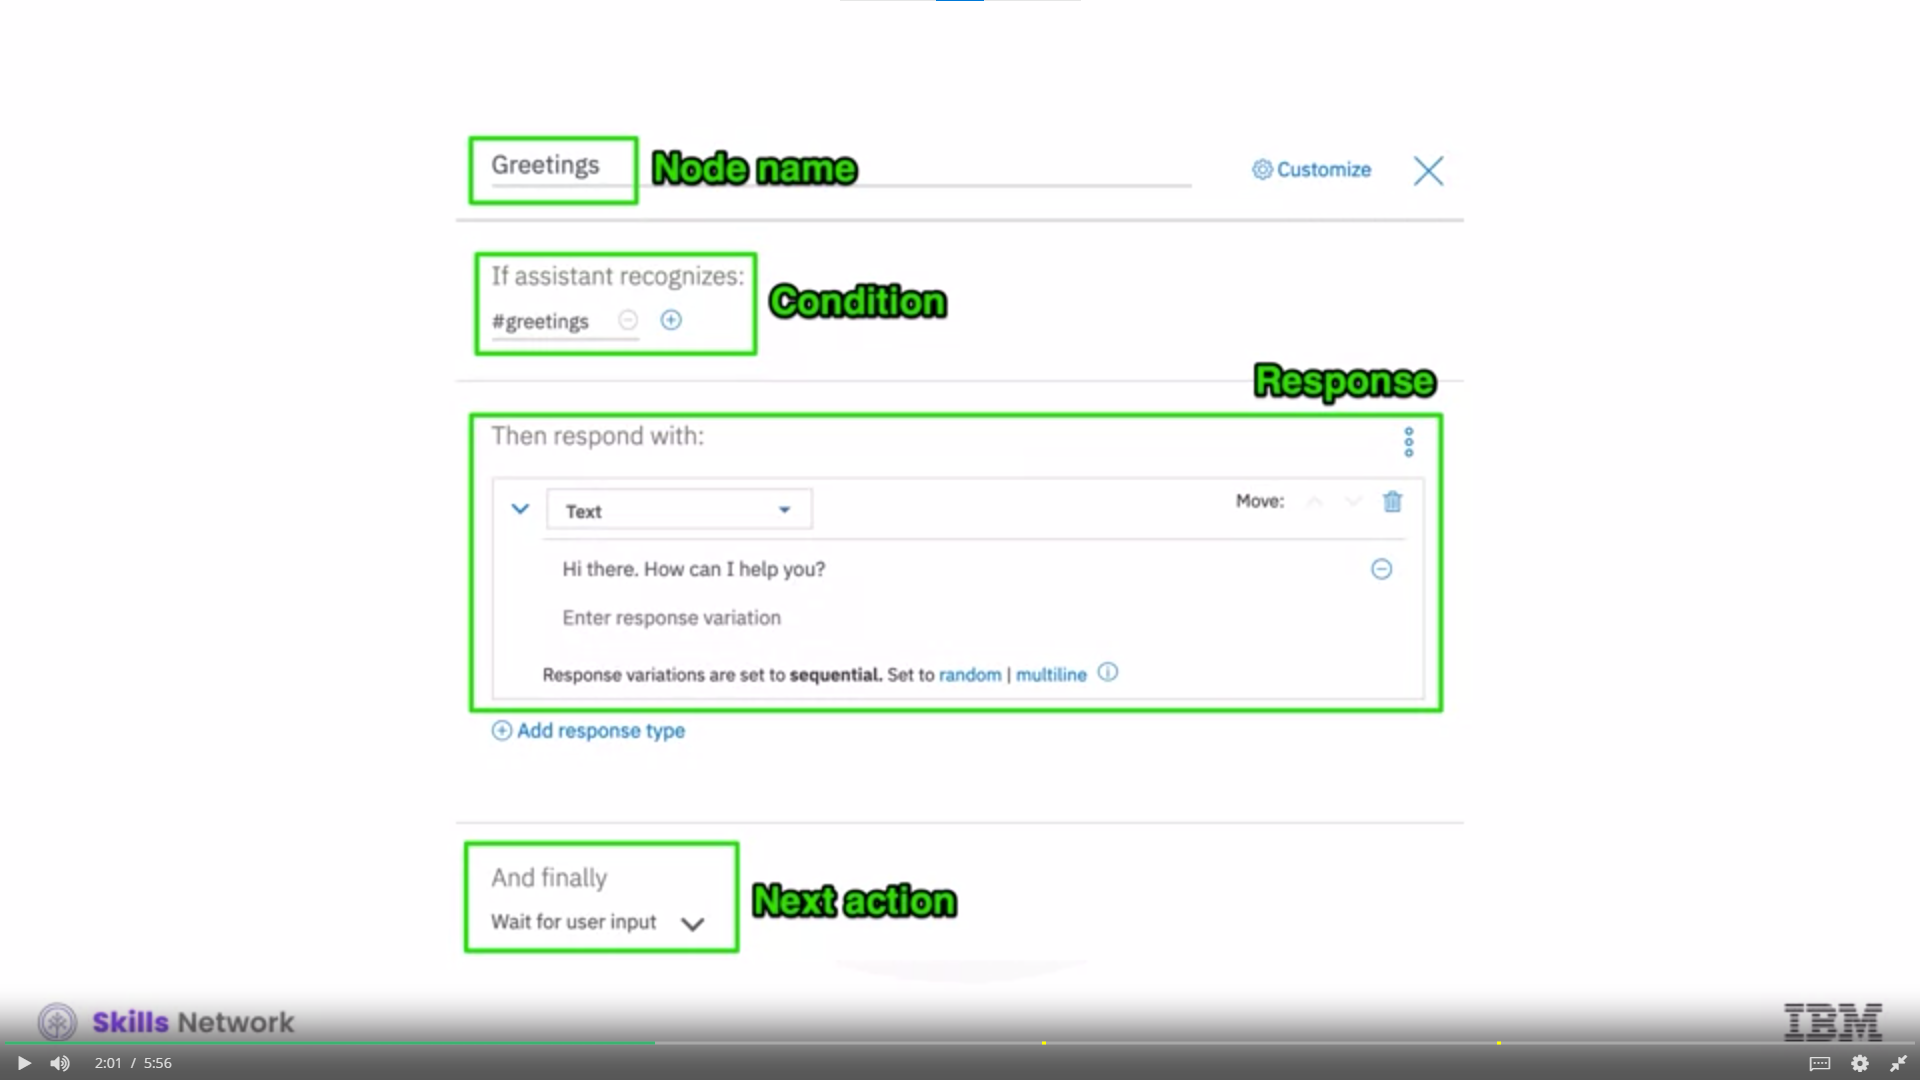 Greetings Node name Customize
If assistant recognizes:
#greetings
Condition
Response
Then respond with:
Text Move:
Hi there. How can I help you?
Enter response variation
Response variations are set to sequential. Set to random | multiline
Add response type
And finally
Wait for user input
Next action
Skills Network IBM
2:01 / 5:56